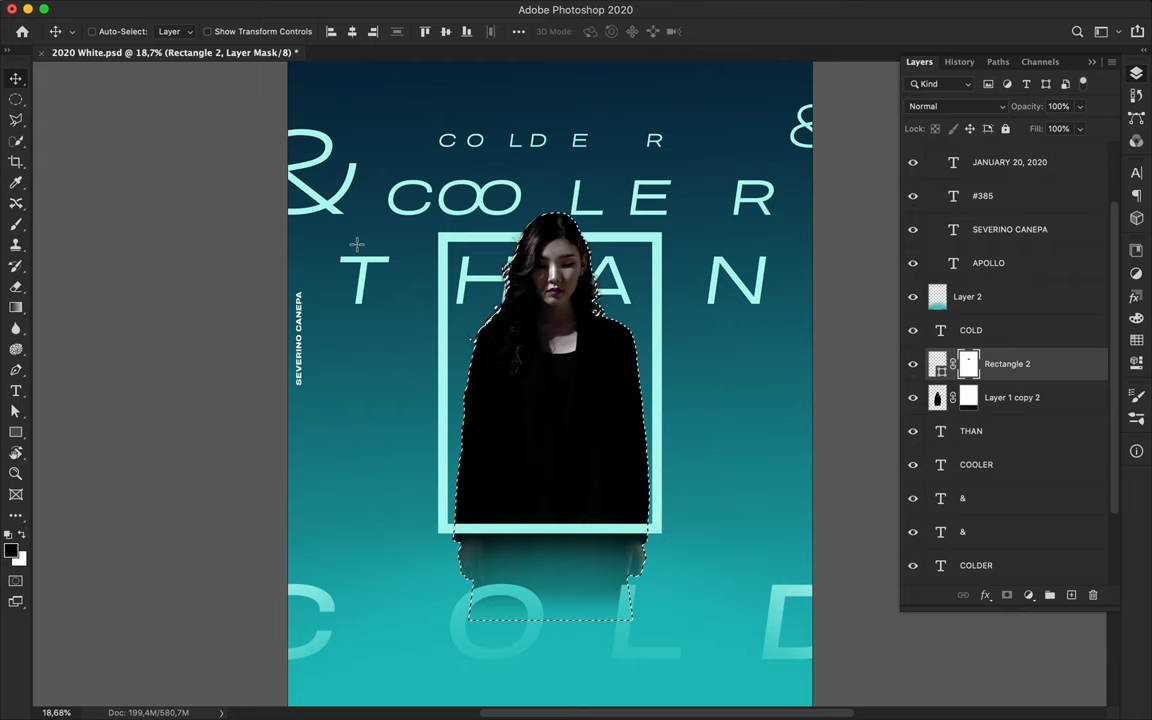 Adobe Photoshop 2020
Auto-Select:
Layer
Show Transform Controls
3D Mode:
2020 White.psd @ 18,7% (Rectangle 2, Layer Mask/8) *
Layers
History
Paths
Channels
Kind
Normal
Opacity: 100%
Lock:
Fill: 100%
JANUARY 20, 2020
#385
SEVERINO CANEPA
APOLLO
Layer 2
COLD
Rectangle 2
Layer 1 copy 2
THAN
COOLER
&
&
COLDER
COLDE R
&
&
COOLER
THAN
SEVERINO CANEPA
COLD
18,68%
Doc: 199,4M/580,7M